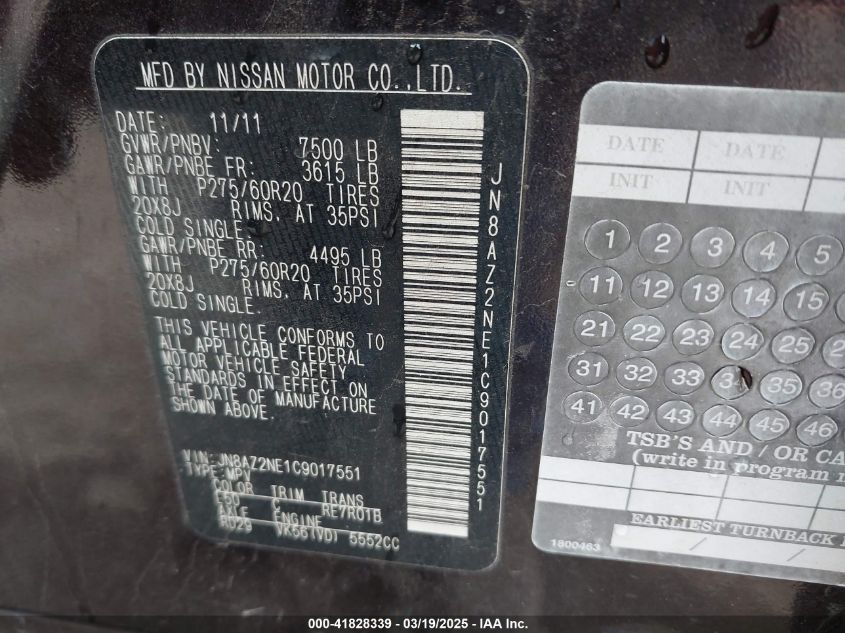 MFD BY NISSAN MOTOR CO.,LTD.
DATE: 11/11
GVWR/PNBV: 7500 LB
GAWR/PNBE FR: 3615 LB
WITH P275/60R20 TIRES
20X8J RIMS. AT 35PSI
COLD SINGLE.
GAWR/PNBE RR: 4495 LB
WITH P275/60R20 TIRES
20X8J RIMS. AT 35PSI
COLD SINGLE.
THIS VEHICLE CONFORMS TO
ALL APPLICABLE FEDERAL
MOTOR VEHICLE SAFETY
STANDARDS IN EFFECT ON
THE DATE OF MANUFACTURE
SHOWN ABOVE.
VIN: JN8AZ2NE1C9017551
TYPE: MPV
COLOR TRIM TRANS
C RE7R01B
AXLE ENGINE
RD29 VK56(VD) 5552CC
JN8AZ2NE1C9017551
DATE DATE
INIT INIT
1 2 3 4 5
11 12 13 14 15
21 22 23 24 25
31 32 33 34 35 36
41 42 43 44 45 46
TSB'S AND / OR CA
(write in program
EARLIEST TURNBACK
1800463 / /
000-41828339 - 03/19/2025 - IAA Inc.